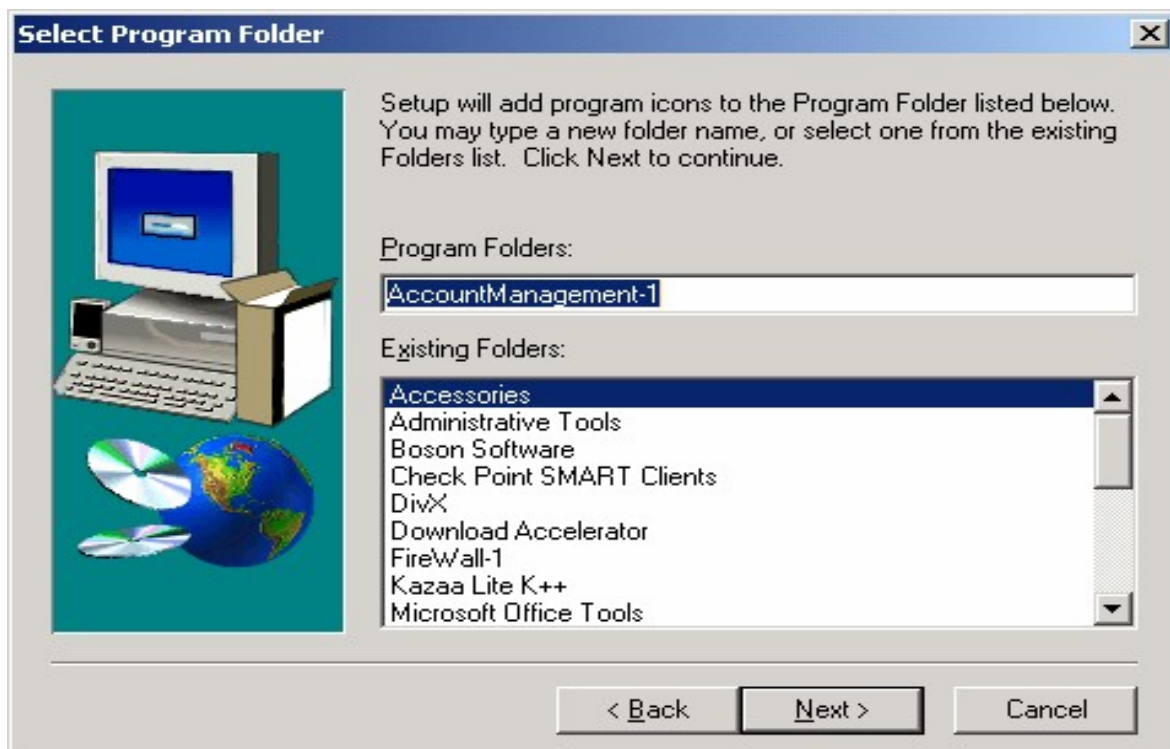 Select Program Folder
Setup will add program icons to the Program Folder listed below.
You may type a new folder name, or select one from the existing
Folders list.  Click Next to continue.
Program Folders:
AccountManagement-1
Existing Folders:
Accessories
Administrative Tools
Boson Software
Check Point SMART Clients
DivX
Download Accelerator
FireWall-1
Kazaa Lite K++
Microsoft Office Tools
< Back
Next >
Cancel